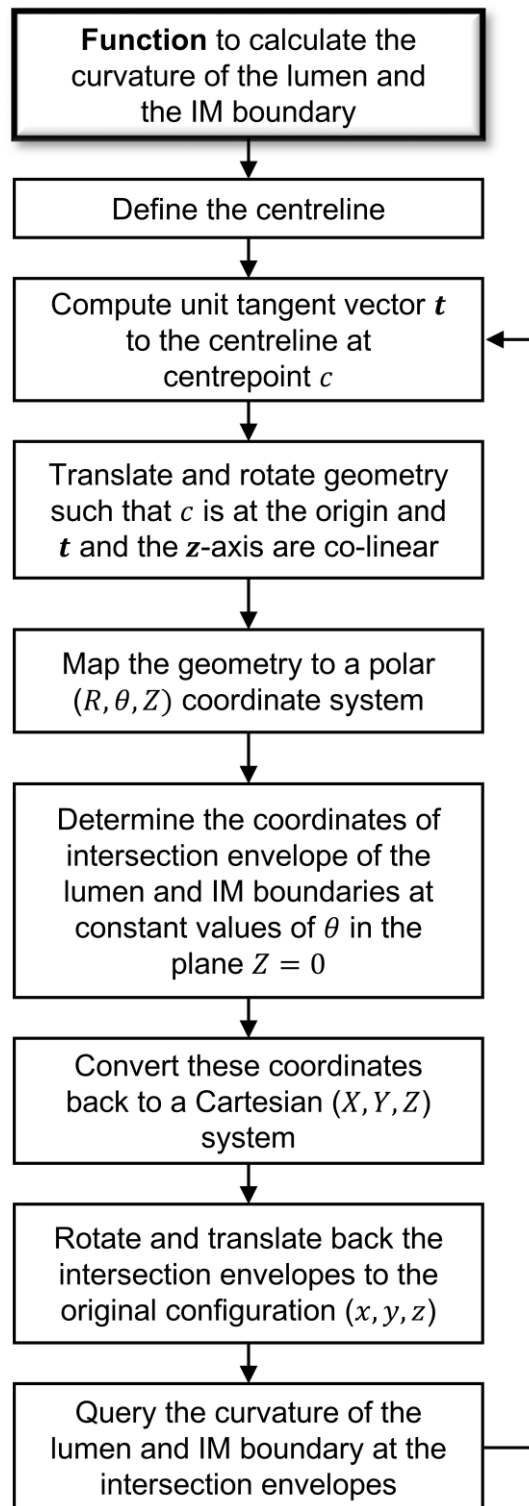 Function to calculate the
curvature of the lumen and
the IM boundary
Define the centreline
Compute unit tangent vector t
to the centreline at
centrepoint c
Translate and rotate geometry
such that c is at the origin and
t and the z-axis are co-linear
Map the geometry to a polar
(R, θ, Z) coordinate system
Determine the coordinates of
intersection envelope of the
lumen and IM boundaries at
constant values of θ in the
plane Z = 0
Convert these coordinates
back to a Cartesian (X, Y, Z)
system
Rotate and translate back the
intersection envelopes to the
original configuration (x, y, z)
Query the curvature of the
lumen and IM boundary at the
intersection envelopes